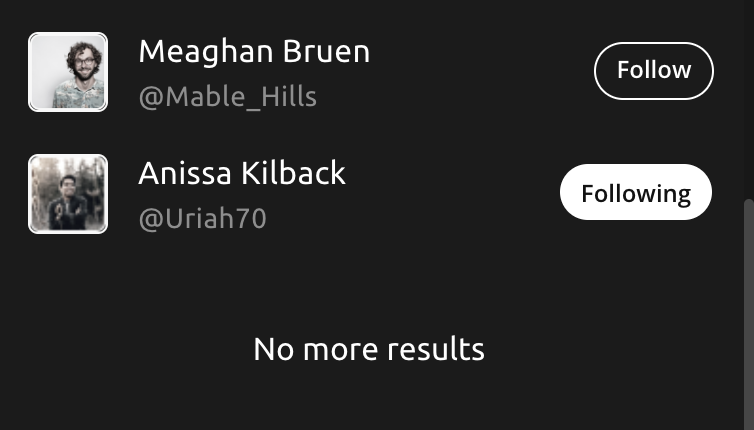 Meaghan Bruen
Follow
@Mable_Hills
Anissa Kilback
Following
@Uriah70
No more results